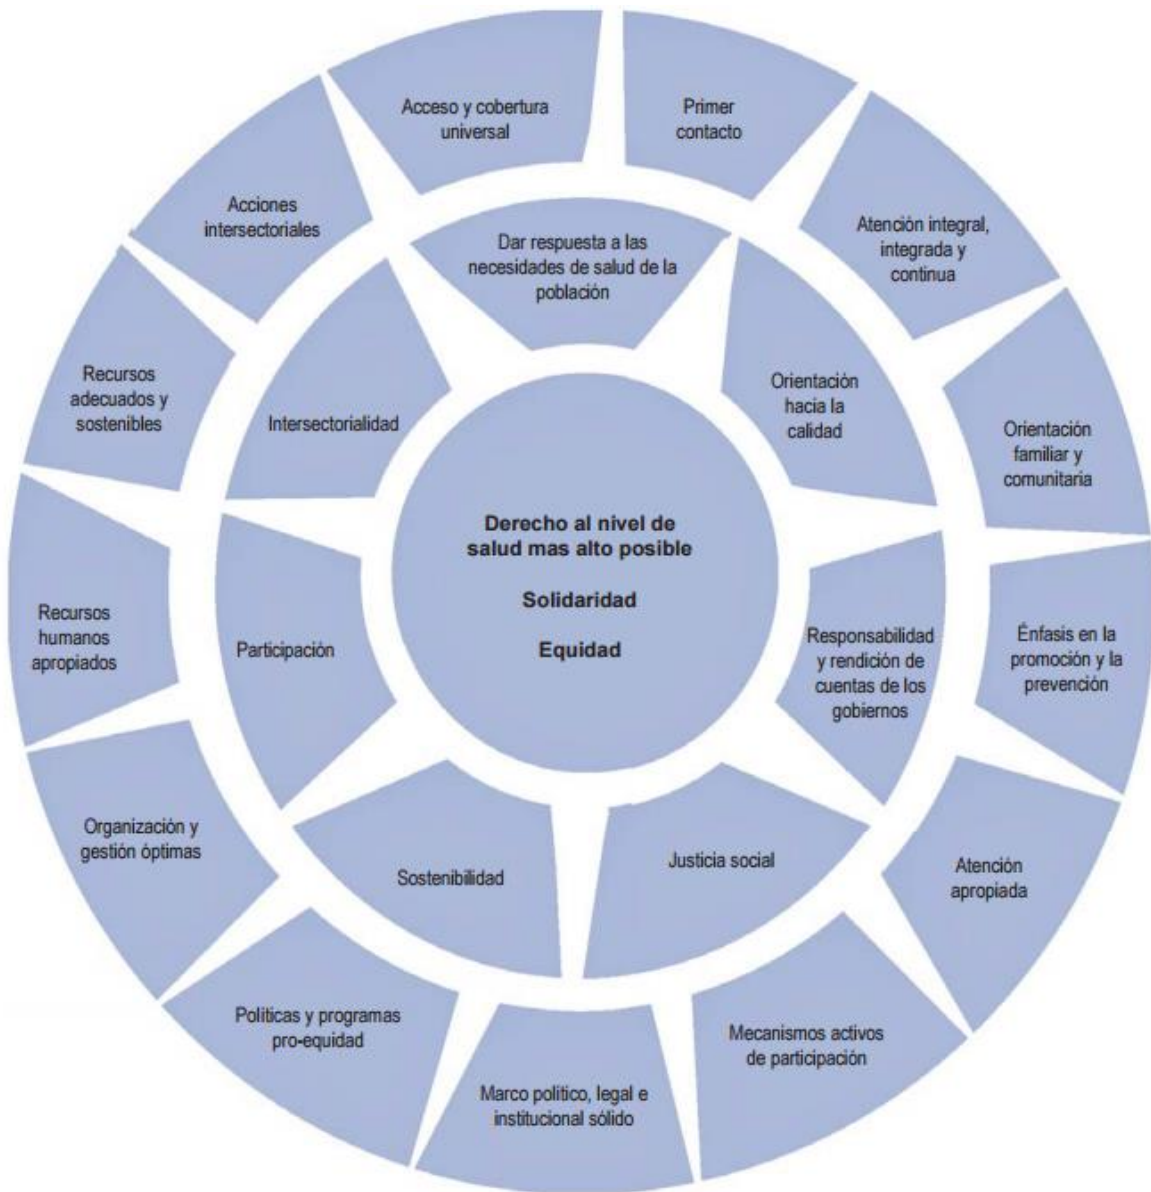 Acceso y cobertura
universal
Primer
contacto
Atención integral,
integrada y
continua
Orientación
familiar y
comunitaria
Énfasis en la
promoción y la
prevención
Atención
apropiada
Mecanismos activos
de participación
Marco político, legal e
institucional sólido
Políticas y programas
pro-equidad
Organización y
gestión óptimas
Recursos
humanos
apropiados
Recursos
adecuados y
sostenibles
Acciones
intersectoriales
Dar respuesta a las
necesidades de salud de la
población
Orientación
hacia la
calidad
Responsabilidad
y rendición de
cuentas de los
gobiernos
Justicia social
Sostenibilidad
Participación
Intersectorialidad
Derecho al nivel de
salud mas alto posible
Solidaridad
Equidad